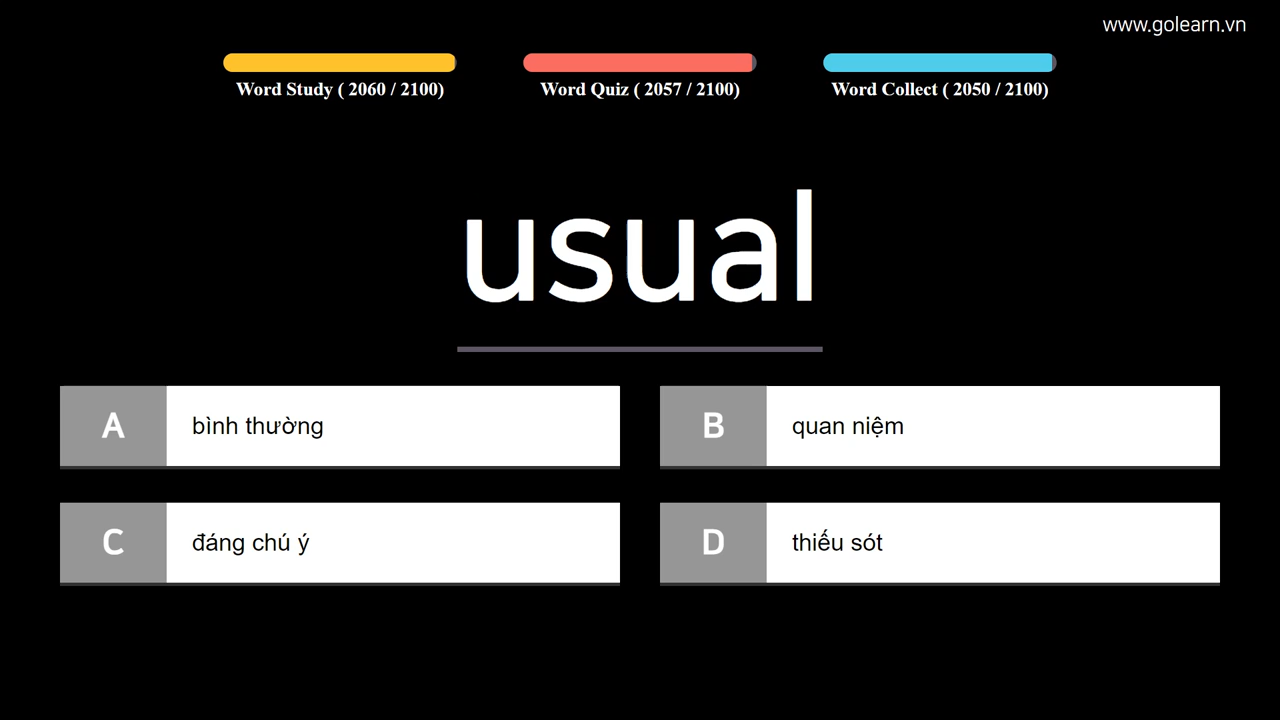 www.golearn.vn
Word Study ( 2060 / 2100)
Word Quiz ( 2057 / 2100)
Word Collect ( 2050 / 2100)
usual
A bình thường
B quan niệm
C đáng chú ý
D thiếu sót